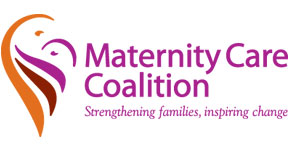 Maternity Care
Coalition
Strengthening families, inspiring change